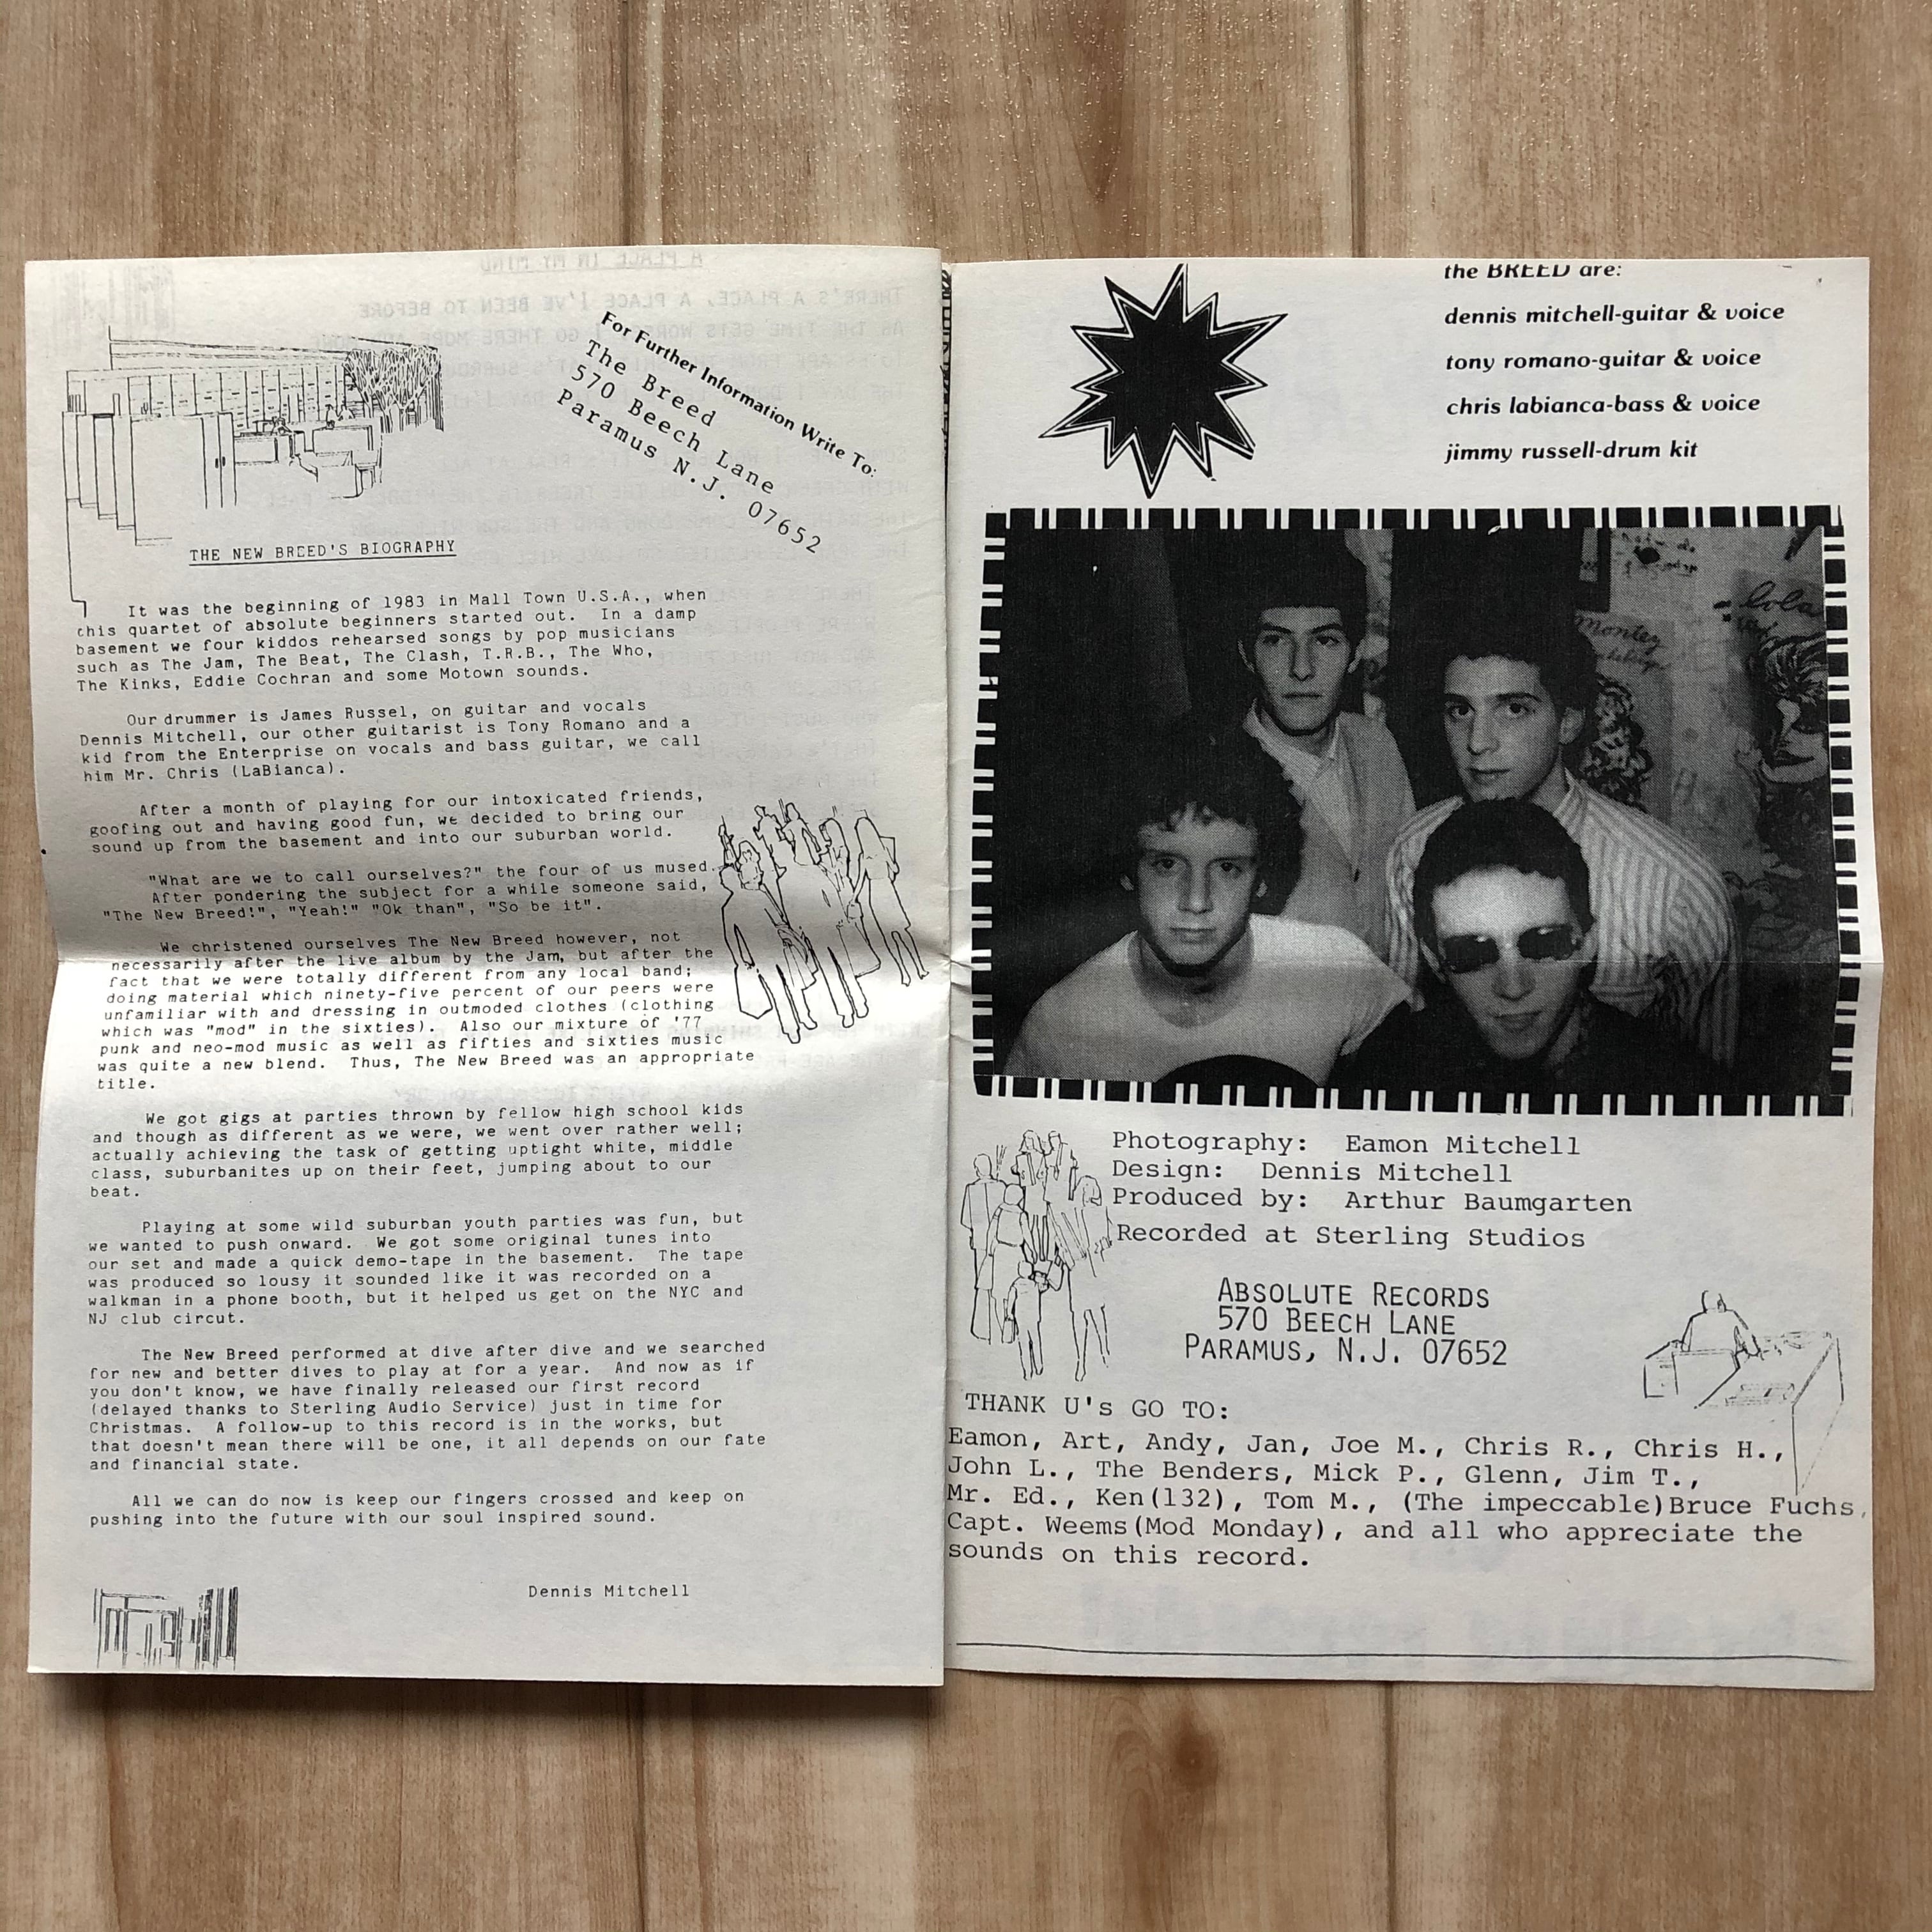 For Further Information Write To:
The Breed
570 Beech Lane
Paramus N.J. 07652
THE NEW BREED'S BIOGRAPHY
It was the beginning of 1983 in Mall Town U.S.A., when
this quartet of absolute beginners started out. In a damp
basement we four kiddos rehearsed songs by pop musicians
such as The Jam, The Beat, The Clash, T.R.B., The Who,
The Kinks, Eddie Cochran and some Motown sounds.
Our drummer is James Russel, on guitar and vocals
Dennis Mitchell, our other guitarist is Tony Romano and a
kid from the Enterprise on vocals and bass guitar, we call
him Mr. Chris (LaBianca).
After a month of playing for our intoxicated friends,
goofing out and having good fun, we decided to bring our
sound up from the basement and into our suburban world.
"What are we to call ourselves?" the four of us mused.
After pondering the subject for a while someone said,
"The New Breed!", "Yeah!" "Ok than", "So be it".
We christened ourselves The New Breed however, not
necessarily after the live album by the Jam, but after the
fact that we were totally different from any local band;
doing material which ninety-five percent of our peers were
unfamiliar with and dressing in outmoded clothes (clothing
which was "mod" in the sixties). Also our mixture of '77
punk and neo-mod music as well as fifties and sixties music
was quite a new blend. Thus, The New Breed was an appropriate
title.
We got gigs at parties thrown by fellow high school kids
and though as different as we were, we went over rather well;
actually achieving the task of getting uptight white, middle
class, suburbanites up on their feet, jumping about to our
beat.
Playing at some wild suburban youth parties was fun, but
we wanted to push onward. We got some original tunes into
our set and made a quick demo-tape in the basement. The tape
was produced so lousy it sounded like it was recorded on a
walkman in a phone booth, but it helped us get on the NYC and
NJ club circut.
The New Breed performed at dive after dive and we searched
for new and better dives to play at for a year. And now as if
you don't know, we have finally released our first record
(delayed thanks to Sterling Audio Service) just in time for
Christmas. A follow-up to this record is in the works, but
that doesn't mean there will be one, it all depends on our fate
and financial state.
All we can do now is keep our fingers crossed and keep on
pushing into the future with our soul inspired sound.
Dennis Mitchell
the BREED are:
dennis mitchell-guitar & voice
tony romano-guitar & voice
chris labianca-bass & voice
jimmy russell-drum kit
lola
montez
Photography: Eamon Mitchell
Design: Dennis Mitchell
Produced by: Arthur Baumgarten
Recorded at Sterling Studios
ABSOLUTE RECORDS
570 BEECH LANE
PARAMUS, N.J. 07652
THANK U's GO TO:
Eamon, Art, Andy, Jan, Joe M., Chris R., Chris H.,
John L., The Benders, Mick P., Glenn, Jim T.,
Mr. Ed., Ken(132), Tom M., (The impeccable)Bruce Fuchs,
Capt. Weems(Mod Monday), and all who appreciate the
sounds on this record.